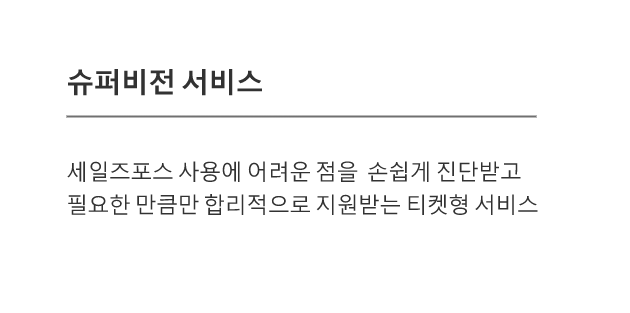 슈퍼비전 서비스
세일즈포스 사용에 어려운 점을 손쉽게 진단받고
필요한 만큼만 합리적으로 지원받는 티켓형 서비스